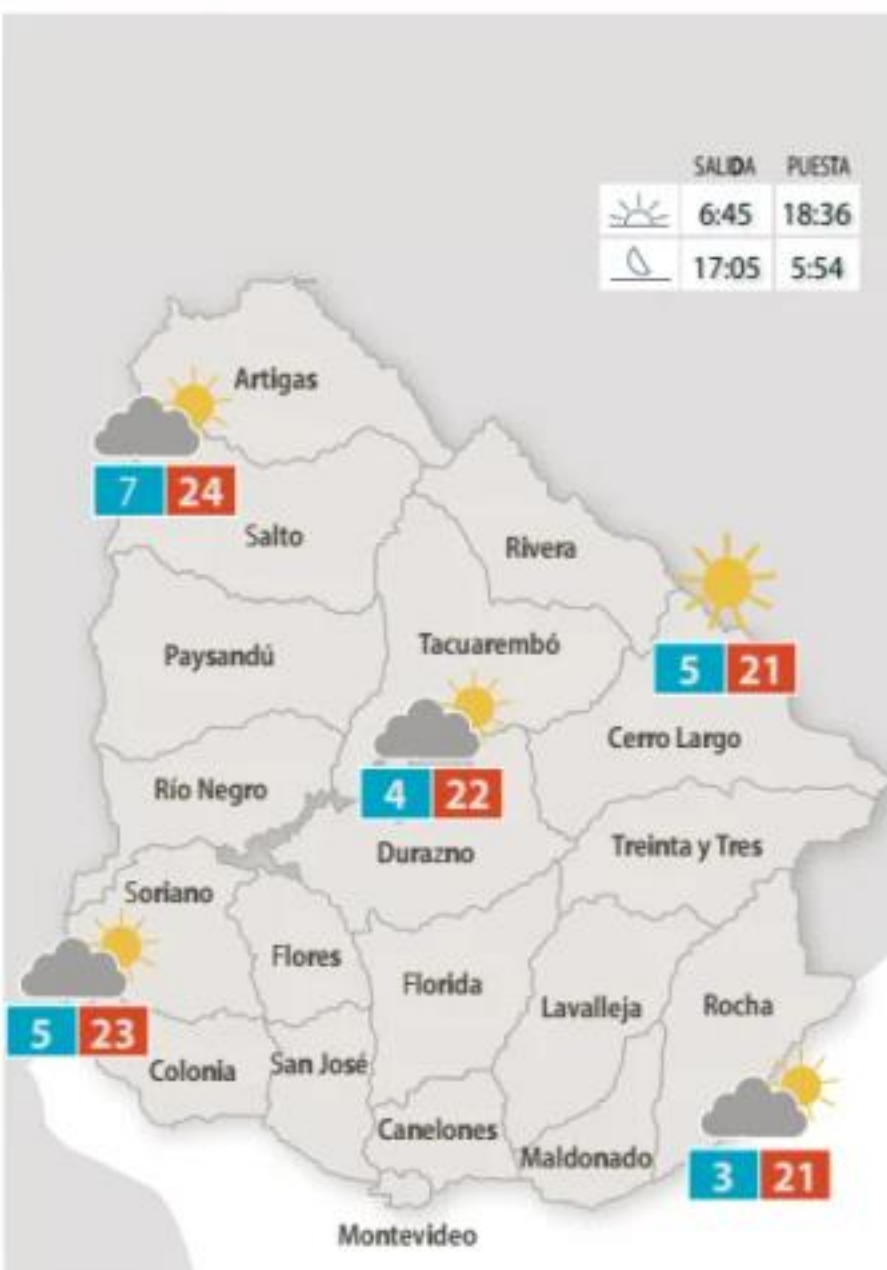 SALIDA PUESTA
6:45 18:36
17:05 5:54
Artigas
7 24
Salto
Rivera
Tacuarembó
Paysandú
5 21
Cerro Largo
Río Negro
4 22
Durazno
Treinta y Tres
Soriano
Flores
Florida
Lavalleja
Rocha
5 23
Colonia
San José
Canelones
Maldonado
3 21
Montevideo